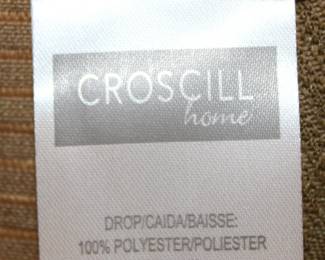 CROSCILL
home
DROP/CAIDA/BAISSE:
100% POLYESTER/POLIESTER